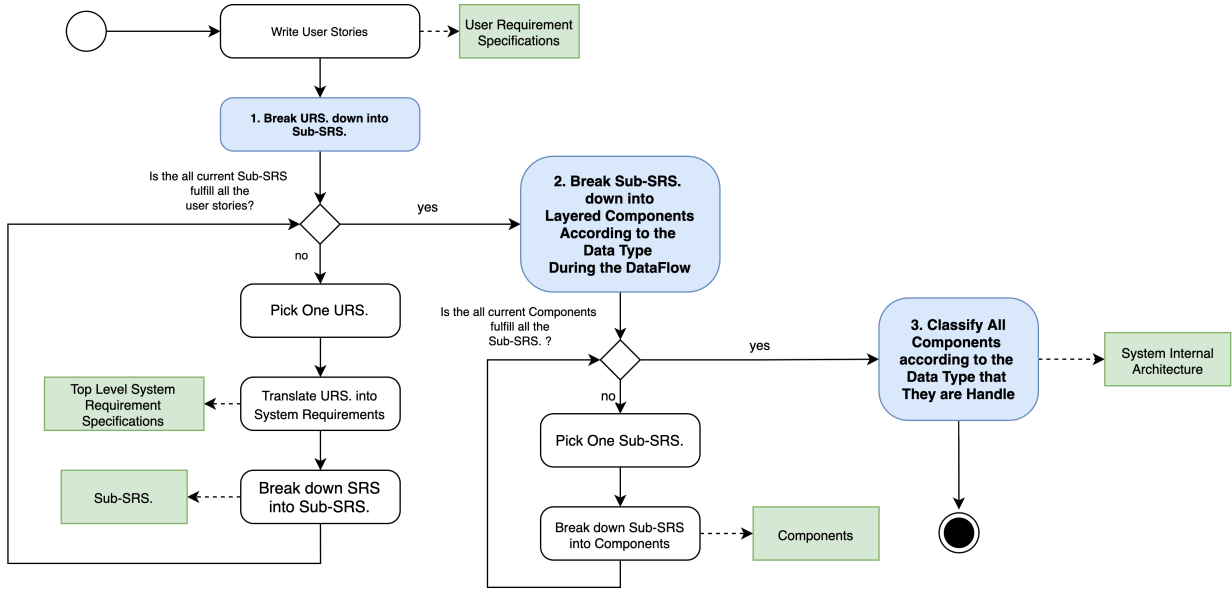 Write User Stories
User Requirement
Specifications
1. Break URS. down into
Sub-SRS.
Is the all current Sub-SRS
fulfill all the
user stories?
yes
no
2. Break Sub-SRS.
down into
Layered Components
According to the
Data Type
During the DataFlow
Pick One URS.
Top Level System
Requirement
Specifications
Translate URS. into
System Requirements
Sub-SRS.
Break down SRS
into Sub-SRS.
Is the all current Components
fulfill all the
Sub-SRS. ?
yes
no
3. Classify All
Components
according to the
Data Type that
They are Handle
System Internal
Architecture
Pick One Sub-SRS.
Break down Sub-SRS
into Components
Components